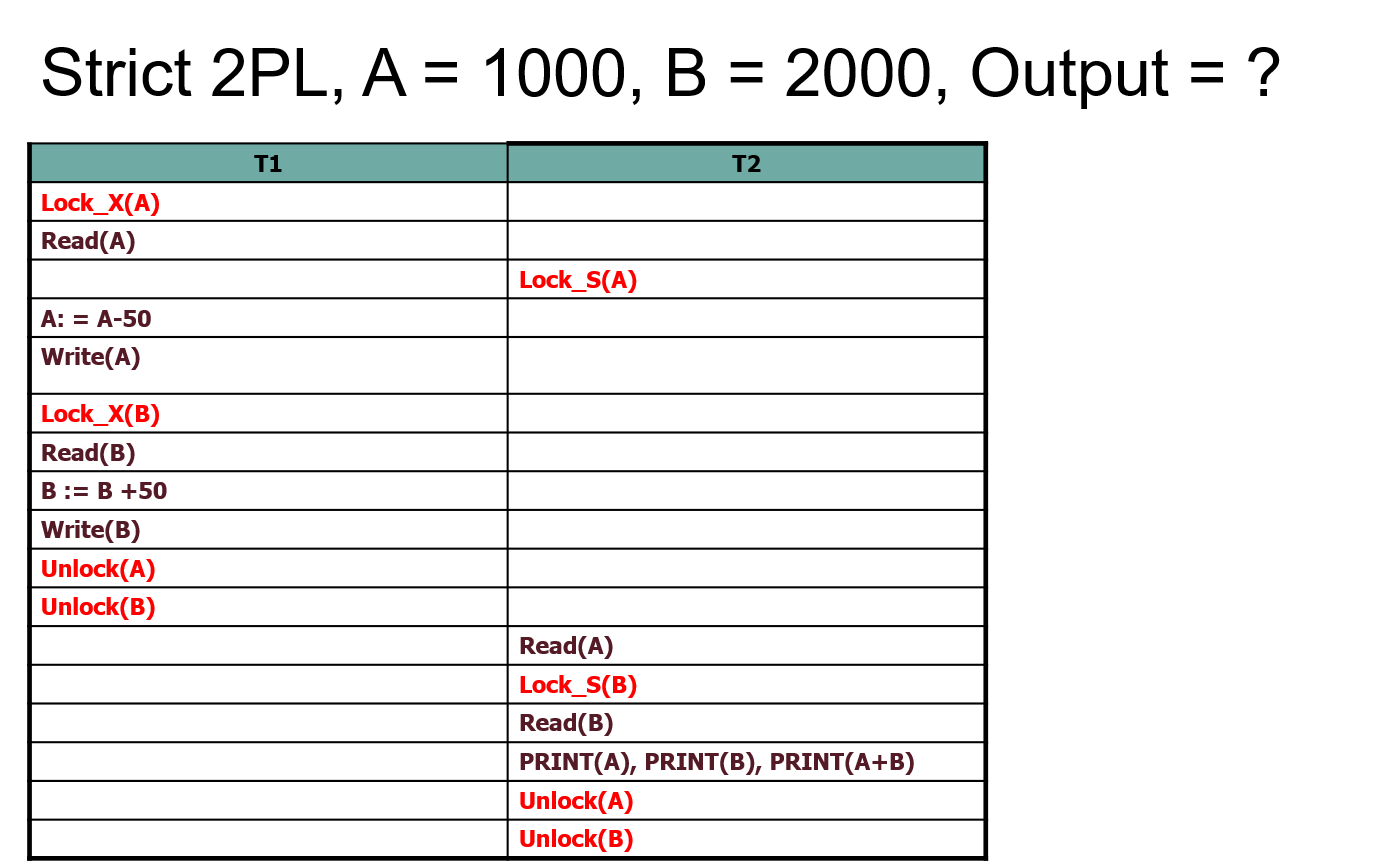 Strict 2PL, A = 1000, B = 2000, Output = ?
T1 T2
Lock_X(A)
Read(A)
Lock_S(A)
A: = A-50
Write(A)
Lock_X(B)
Read(B)
B := B +50
Write(B)
Unlock(A)
Unlock(B)
Read(A)
Lock_S(B)
Read(B)
PRINT(A), PRINT(B), PRINT(A+B)
Unlock(A)
Unlock(B)